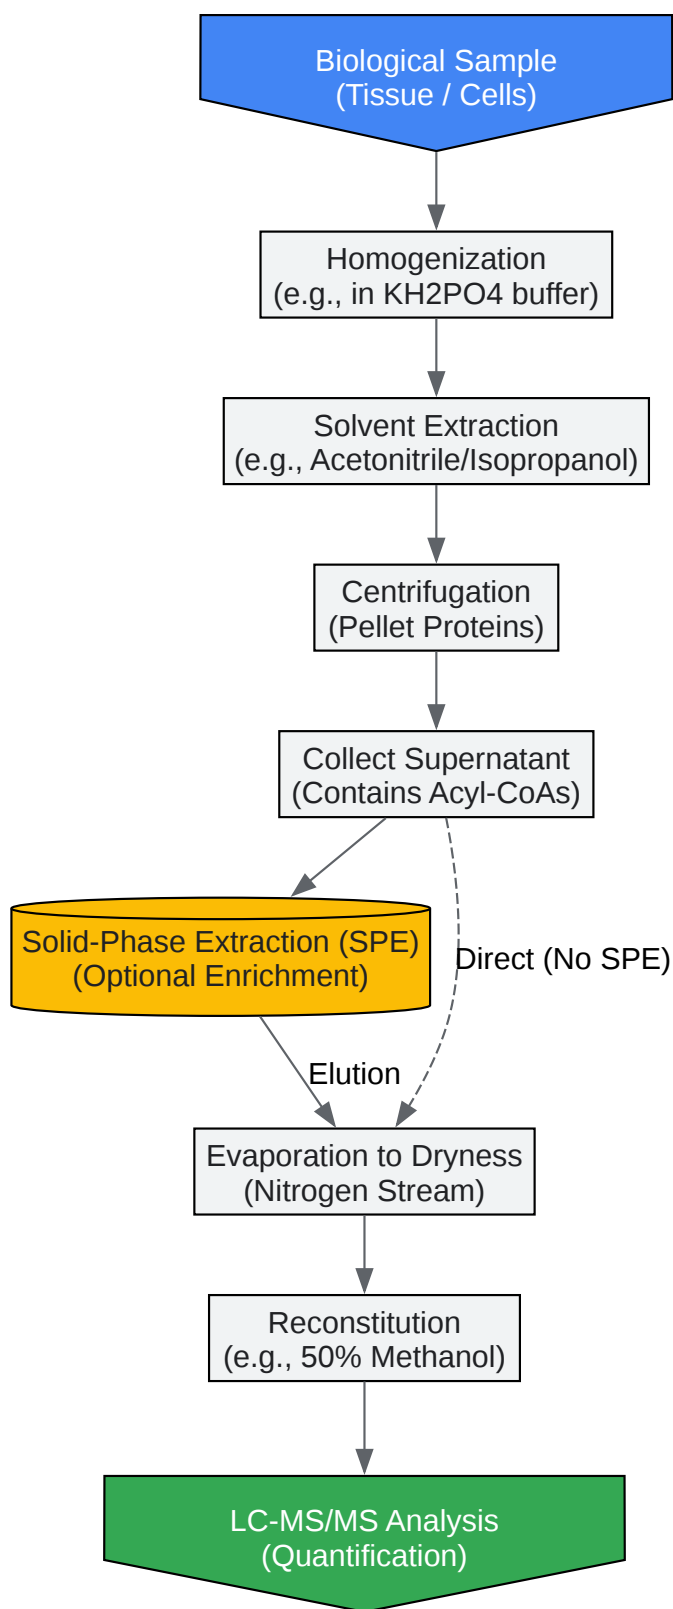 Biological Sample
(Tissue / Cells)
Homogenization
(e.g., in KH2PO4 buffer)
Solvent Extraction
(e.g., Acetonitrile/Isopropanol)
Centrifugation
(Pellet Proteins)
Collect Supernatant
(Contains Acyl-CoAs)
Solid-Phase Extraction (SPE)
(Optional Enrichment)
Direct (No SPE)
Elution
Evaporation to Dryness
(Nitrogen Stream)
Reconstitution
(e.g., 50% Methanol)
LC-MS/MS Analysis
(Quantification)